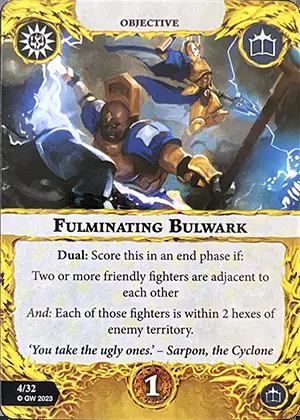 OBJECTIVE
FULMINATING BULWARK
Dual: Score this in an end phase if:
Two or more friendly fighters are adjacent to
each other
And: Each of those fighters is within 2 hexes of
enemy territory.
‘You take the ugly ones.’ – Sarpon, the Cyclone
4/32
© GW 2023
1